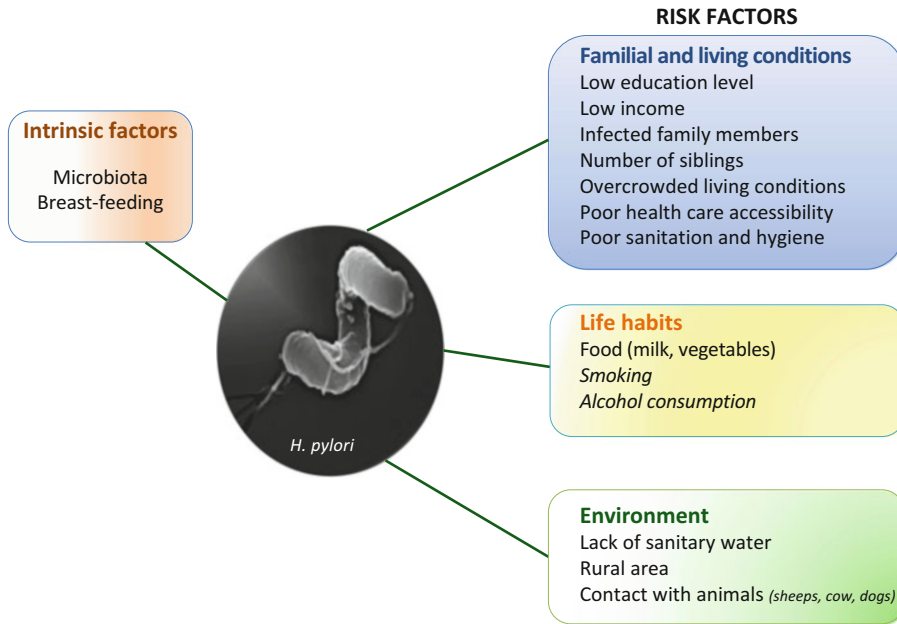 RISK FACTORS
Intrinsic factors
Microbiota
Breast-feeding
Familial and living conditions
Low education level
Low income
Infected family members
Number of siblings
Overcrowded living conditions
Poor health care accessibility
Poor sanitation and hygiene
H. pylori
Life habits
Food (milk, vegetables)
Smoking
Alcohol consumption
Environment
Lack of sanitary water
Rural area
Contact with animals (sheeps, cow, dogs)